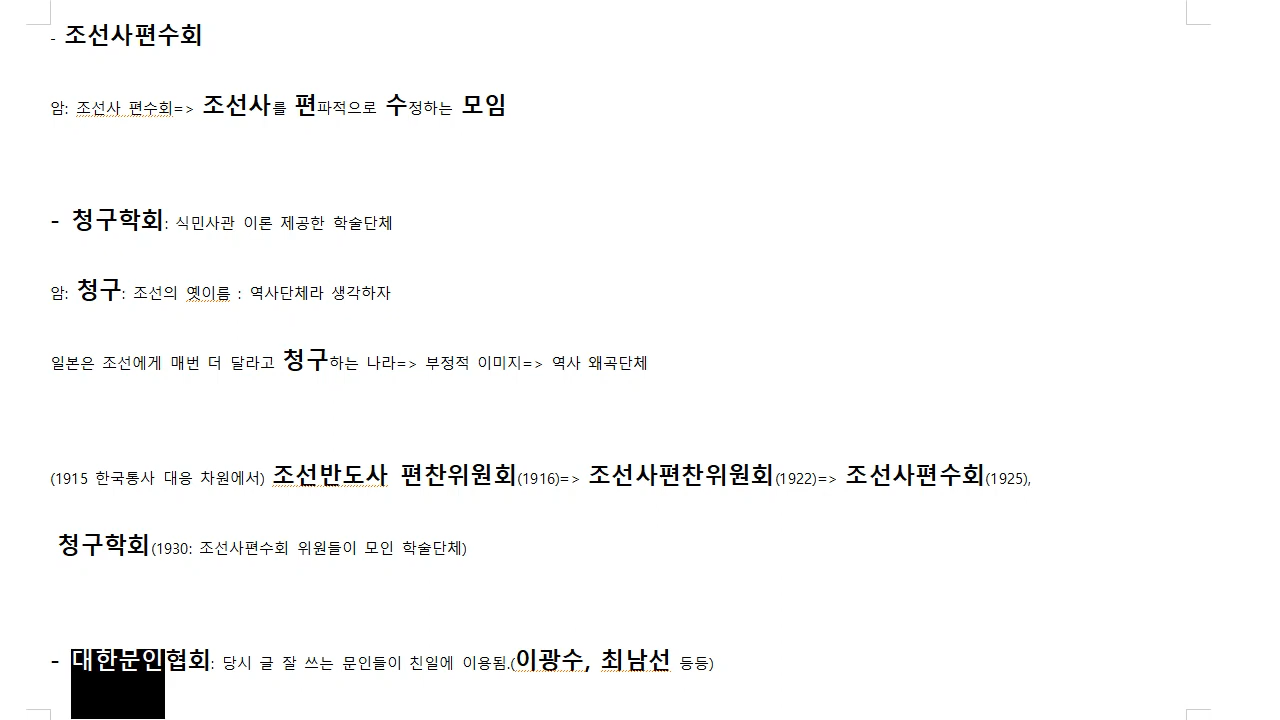 - 조선사편수회
암: 조선사 편수회=> 조선사를 편파적으로 수정하는 모임
- 청구학회: 식민사관 이론 제공한 학술단체
암: 청구: 조선의 옛이름 : 역사단체라 생각하자
일본은 조선에게 매번 더 달라고 청구하는 나라=> 부정적 이미지=> 역사 왜곡단체
(1915 한국통사 대응 차원에서) 조선반도사 편찬위원회(1916)=> 조선사편찬위원회(1922)=> 조선사편수회(1925),
청구학회(1930: 조선사편수회 위원들이 모인 학술단체)
- 대한문인협회: 당시 글 잘 쓰는 문인들이 친일에 이용됨.(이광수, 최남선 등등)